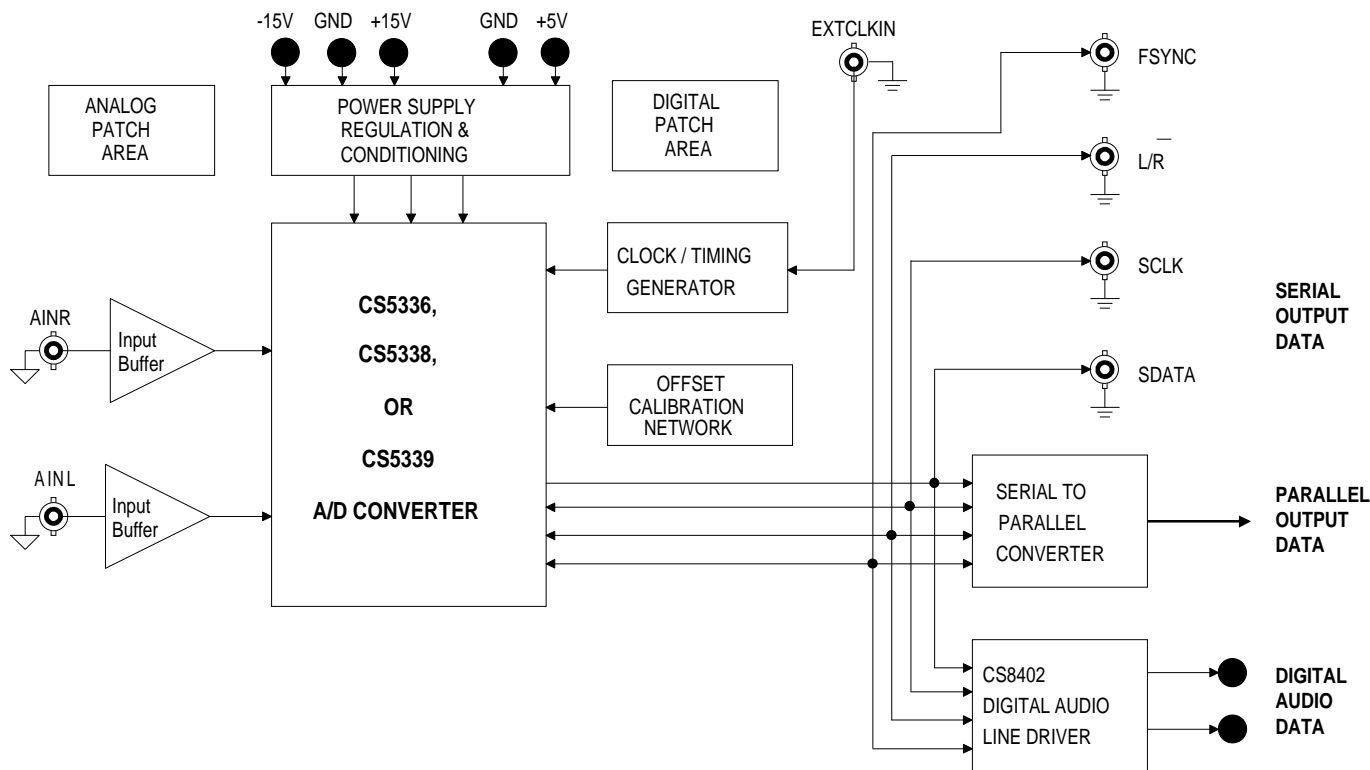 -15V GND +15V GND +5V
EXTCLKIN
FSYNC
ANALOG
PATCH
AREA
POWER SUPPLY
REGULATION &
CONDITIONING
DIGITAL
PATCH
AREA
L/R̅
CLOCK / TIMING
GENERATOR
SCLK
SERIAL
OUTPUT
DATA
AINR
Input
Buffer
CS5336,
CS5338,
OR
CS5339
A/D CONVERTER
OFFSET
CALIBRATION
NETWORK
SDATA
AINL
Input
Buffer
SERIAL TO
PARALLEL
CONVERTER
PARALLEL
OUTPUT
DATA
CS8402
DIGITAL AUDIO
LINE DRIVER
DIGITAL
AUDIO
DATA